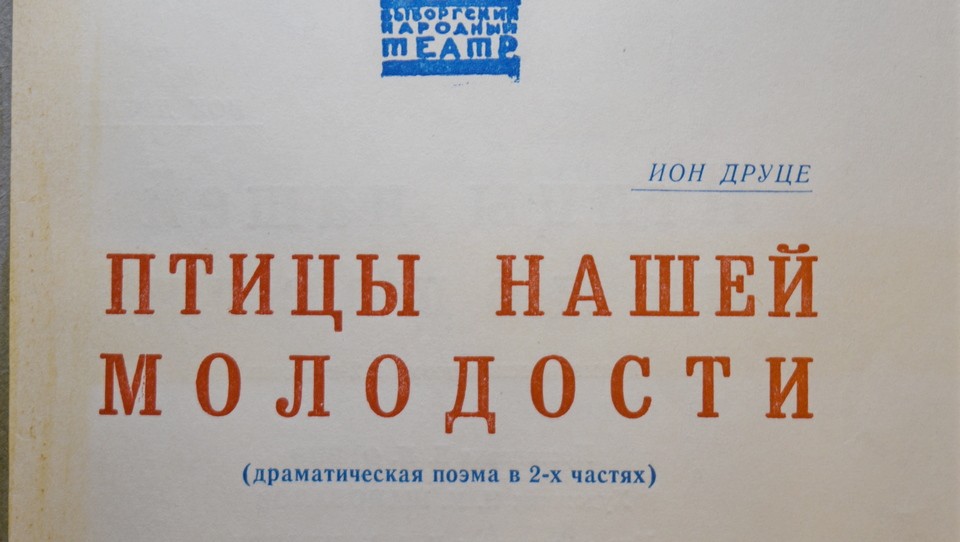 ВЫБОРГСКИЙ
НАРОДНЫЙ
ТЕАТР
ИОН ДРУЦЕ
ПТИЦЫ НАШЕЙ
МОЛОДОСТИ
(драматическая поэма в 2-х частях)